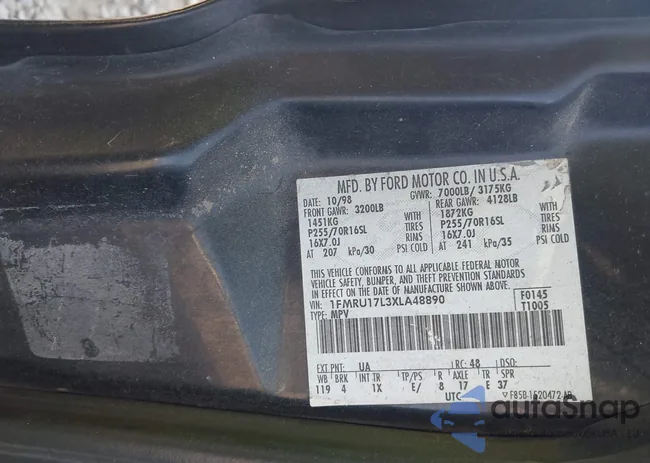 MFD. BY FORD MOTOR CO. IN U.S.A.
DATE: 10/98 GVWR: 7000LB/ 3175KG
FRONT GAWR: 3200LB REAR GAWR: 4128LB
1451KG 1872KG
P255/70R16SL TIRES P255/70R16SL TIRES
16X7.0J RIMS 16X7.0J RIMS
AT 207 kPa/30 PSI COLD AT 241 kPa/35 PSI COLD
THIS VEHICLE CONFORMS TO ALL APPLICABLE FEDERAL MOTOR
VEHICLE SAFETY, BUMPER, AND THEFT PREVENTION STANDARDS
IN EFFECT ON THE DATE OF MANUFACTURE SHOWN ABOVE.
VIN: 1FMRU17L3XLA48890 F0145
TYPE: MPV T1005
EXT PNT: UA RC: 48 DSO:
WB BRK INT TR TP/PS R AXLE SPR
119 4 1X E/ 8 17 E 37
UTC
autoSnap